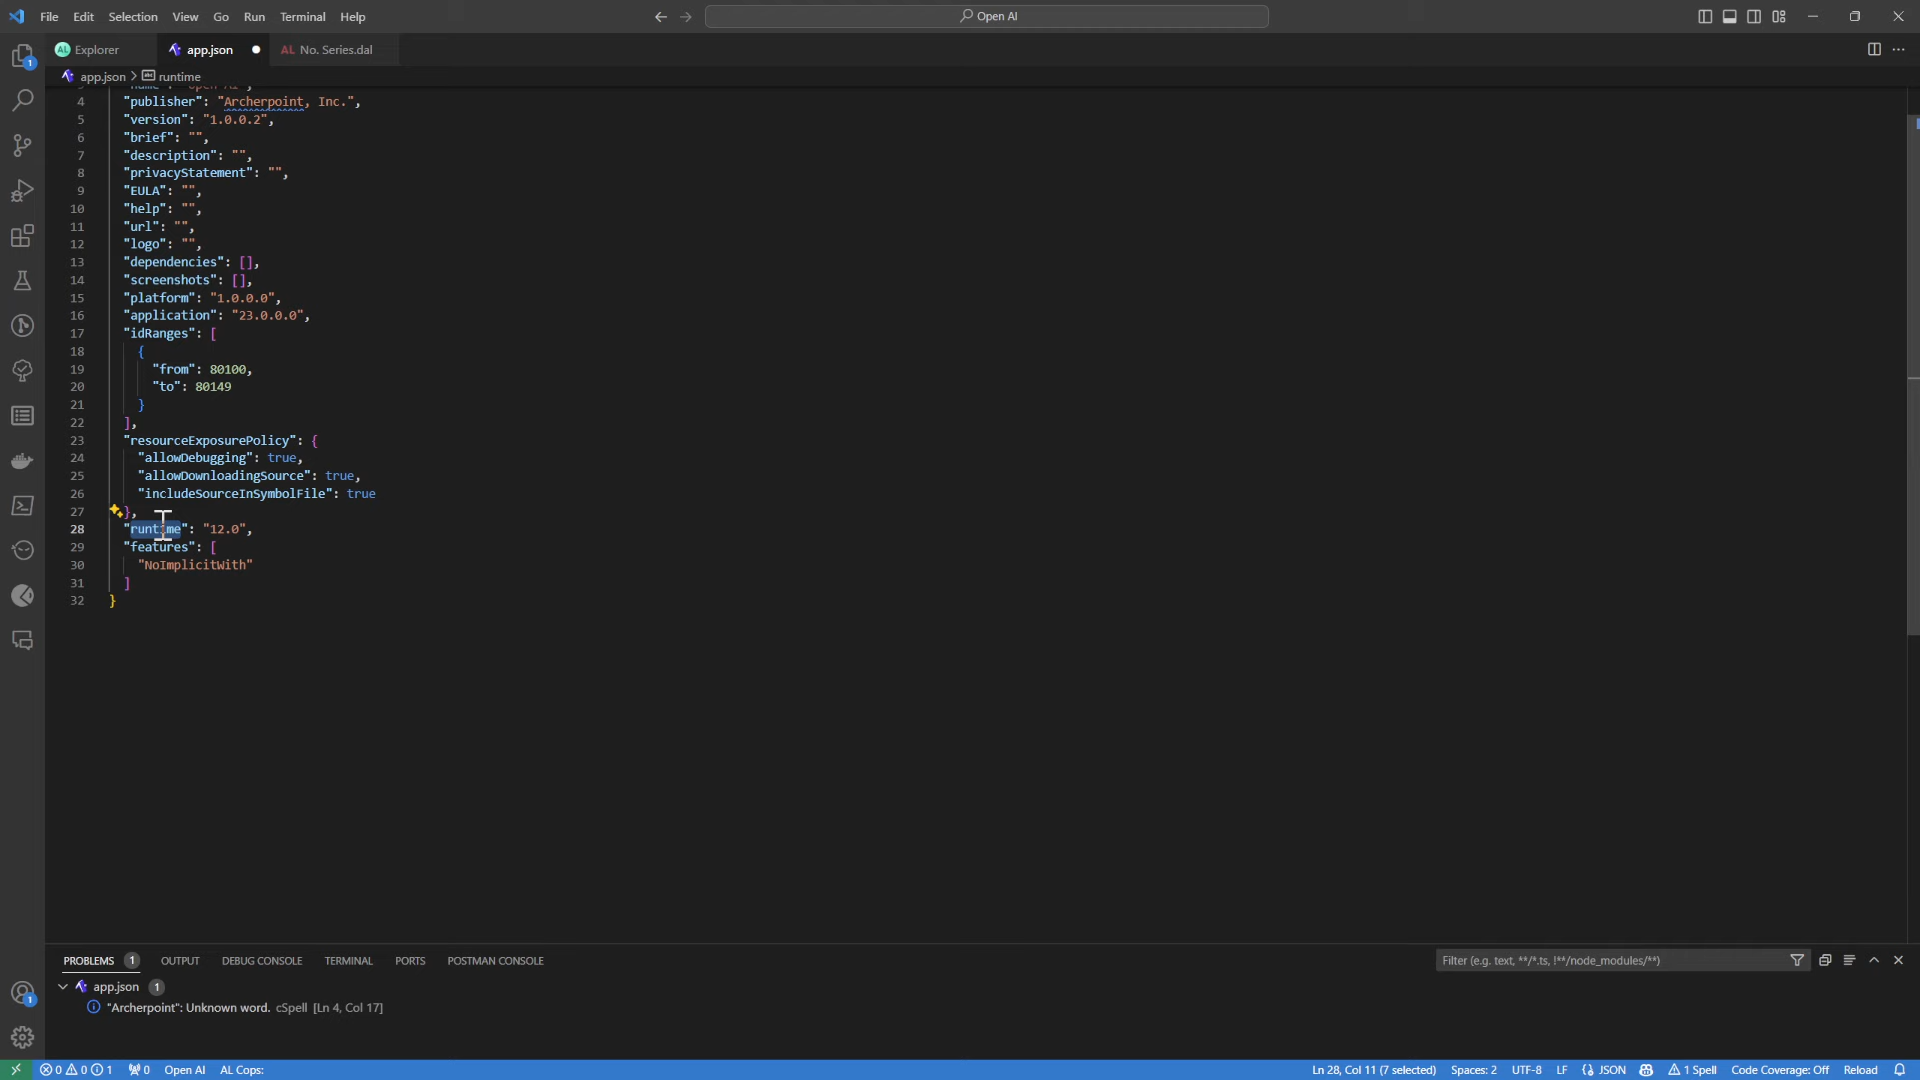 File Edit Selection View Go Run Terminal Help
Open AI
Explorer
app.json
No. Series.dal
app.json > runtime
3 "name": "Open AI",
4 "publisher": "Archerpoint, Inc.",
5 "version": "1.0.0.2",
6 "brief": "",
7 "description": "",
8 "privacyStatement": "",
9 "EULA": "",
10 "help": "",
11 "url": "",
12 "logo": "",
13 "dependencies": [],
14 "screenshots": [],
15 "platform": "1.0.0.0",
16 "application": "23.0.0.0",
17 "idRanges": [
18 {
19 "from": 80100,
20 "to": 80149
21 }
22 ],
23 "resourceExposurePolicy": {
24 "allowDebugging": true,
25 "allowDownloadingSource": true,
26 "includeSourceInSymbolFile": true
27 },
28 "runtime": "12.0",
29 "features": [
30 "NoImplicitWith"
31 ]
32 }
PROBLEMS 1 OUTPUT DEBUG CONSOLE TERMINAL PORTS POSTMAN CONSOLE
Filter (e.g. text, **/*.ts, !**/node_modules/**)
app.json 1
"Archerpoint": Unknown word. cSpell [Ln 4, Col 17]
0 0 1 0 Open AI AL Cops:
Ln 28, Col 11 (7 selected) Spaces: 2 UTF-8 LF {} JSON 1 Spell Code Coverage: Off Reload